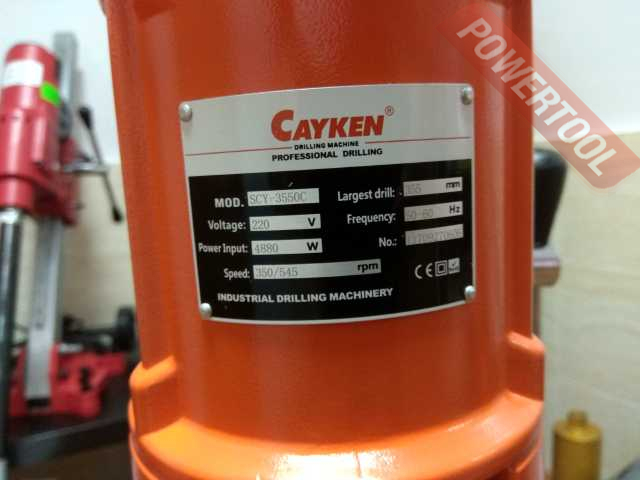 POWERTOOL
CAYKEN®
DRILLING MACHINE
PROFESSIONAL DRILLING
MOD. SCY-3550C
Voltage: 220 V
Power Input: 4880 W
Speed: 350/545 rpm
Largest drill: 355 mm
Frequency: 50-60 Hz
No.:
CE
INDUSTRIAL DRILLING MACHINERY